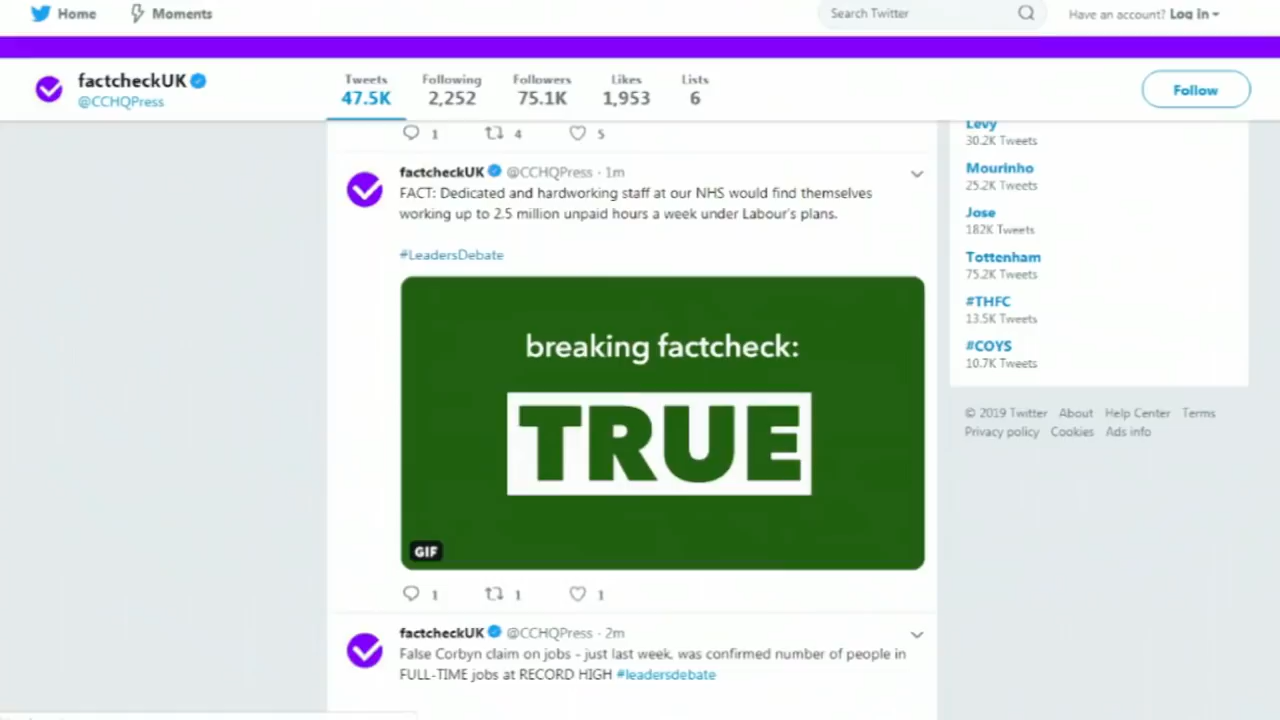 Home Moments Search Twitter Have an account? Log in
factcheckUK
@CCHQPress
Tweets Following Followers Likes Lists
47.5K 2,252 75.1K 1,953 6
Follow
1 4 5
factcheckUK @CCHQPress · 1m
FACT: Dedicated and hardworking staff at our NHS would find themselves
working up to 2.5 million unpaid hours a week under Labour's plans.
#LeadersDebate
breaking factcheck:
TRUE
GIF
1 1 1
factcheckUK @CCHQPress · 2m
False Corbyn claim on jobs - just last week, was confirmed number of people in
FULL-TIME jobs at RECORD HIGH #leadersdebate
Levy
30.2K Tweets
Mourinho
25.2K Tweets
Jose
182K Tweets
Tottenham
75.2K Tweets
#THFC
13.5K Tweets
#COYS
10.7K Tweets
© 2019 Twitter About Help Center Terms
Privacy policy Cookies Ads info